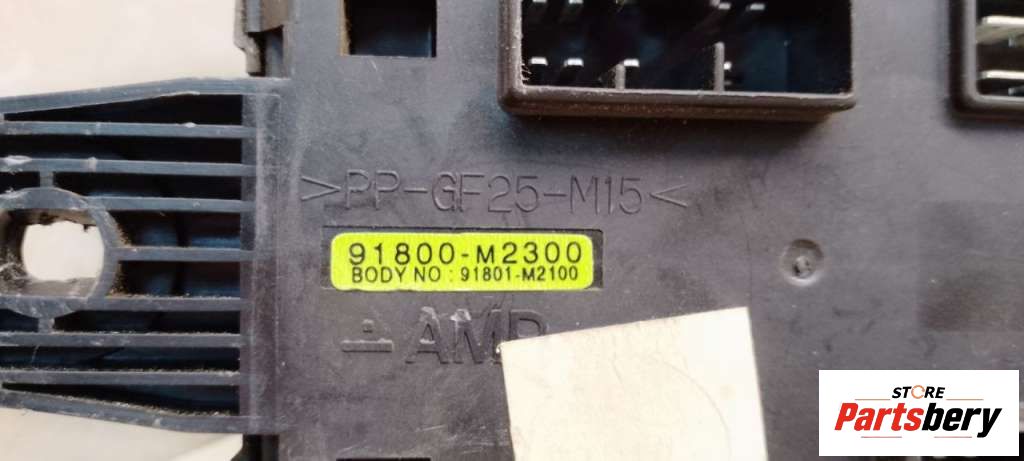 >PP-GF25-M15<
91800-M2300
BODY NO : 91801-M2100
AMP
STORE
Partsbery